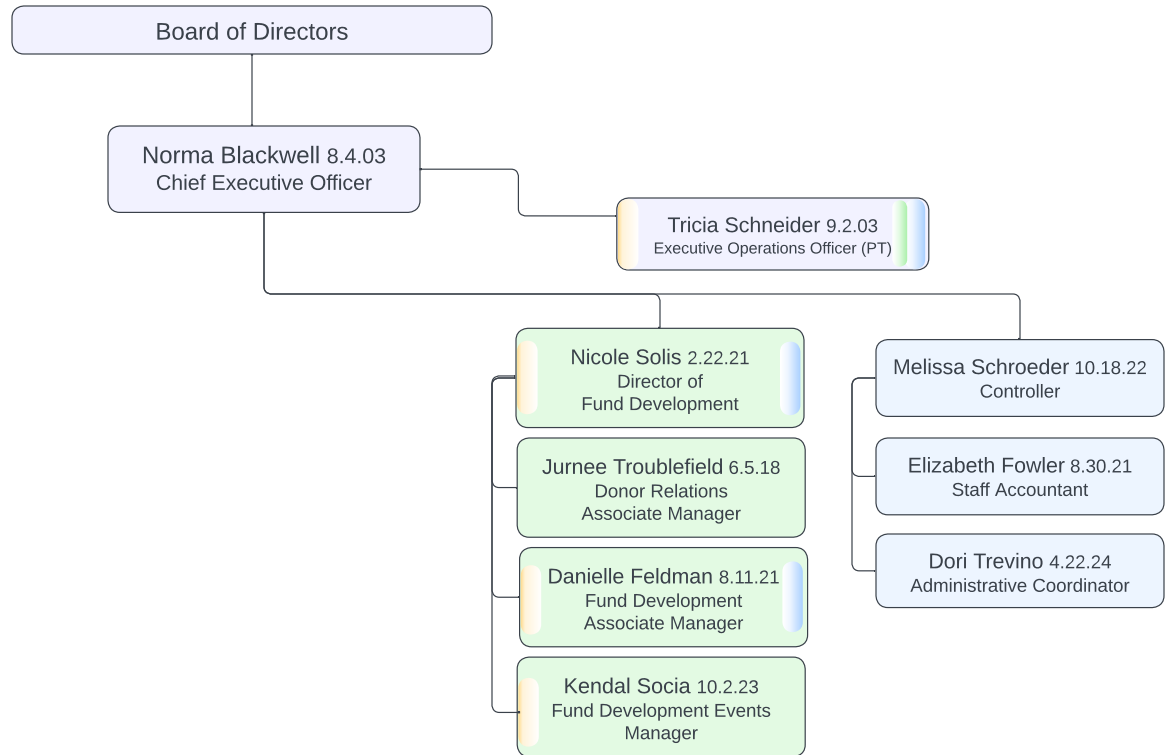 Board of Directors
Norma Blackwell 8.4.03
Chief Executive Officer
Tricia Schneider 9.2.03
Executive Operations Officer (PT)
Nicole Solis 2.22.21
Director of
Fund Development
Jurnee Troublefield 6.5.18
Donor Relations
Associate Manager
Danielle Feldman 8.11.21
Fund Development
Associate Manager
Kendal Socia 10.2.23
Fund Development Events
Manager
Melissa Schroeder 10.18.22
Controller
Elizabeth Fowler 8.30.21
Staff Accountant
Dori Trevino 4.22.24
Administrative Coordinator